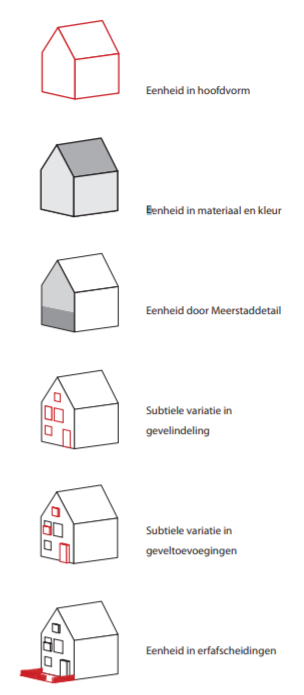 Eenheid in hoofdvorm
Eenheid in materiaal en kleur
Eenheid door Meerstaddetail
Subtiele variatie in
gevelindeling
Subtiele variatie in
geveltoevoegingen
Eenheid in erfafscheidingen